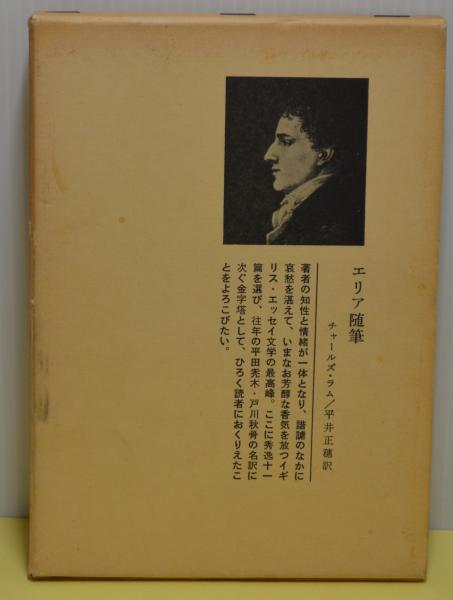 エリア随筆
チャールズ・ラム/平井正穂訳
著者の知性と情緒が一体となり、諧謔のなかに
哀愁を湛えて、いまなお芳醇な香気を放つイギ
リス・エッセイ文学の最高峰。ここに秀逸十一
篇を選び、往年の平田禿木・戸川秋骨の名訳に
次ぐ金字塔として、ひろく読者におくりえたこ
とをよろこびたい。